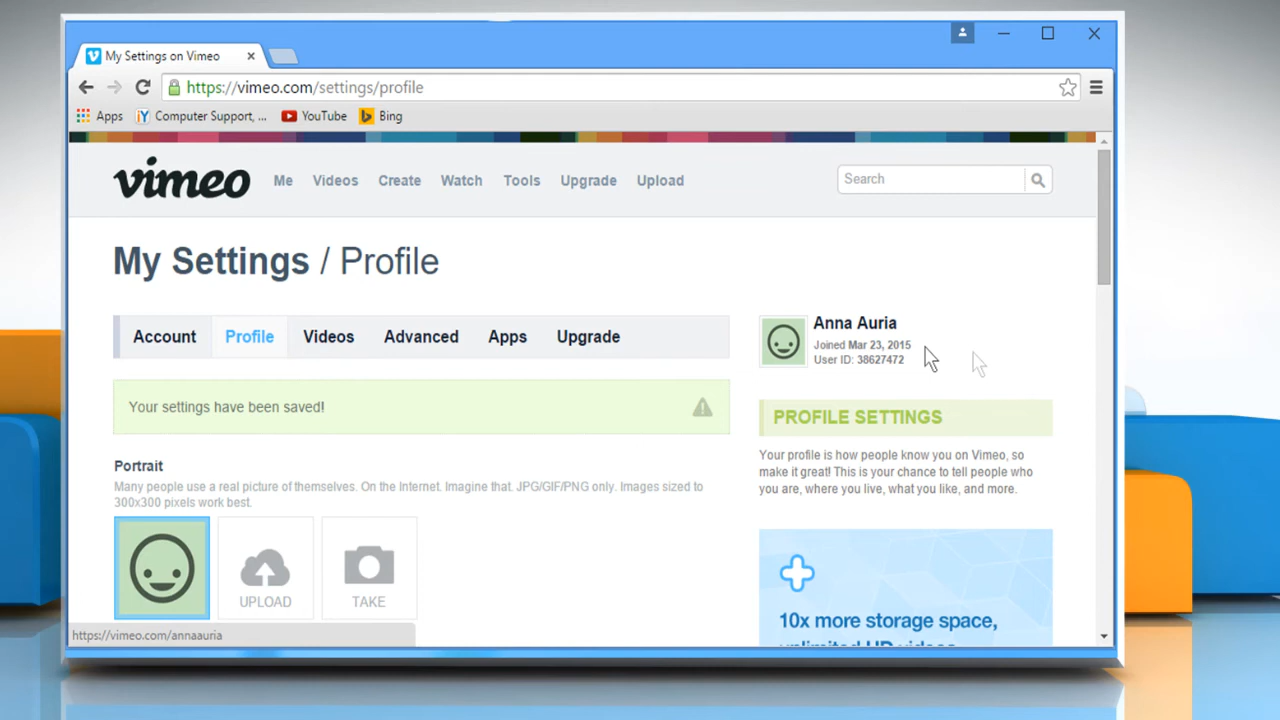 My Settings on Vimeo
https://vimeo.com/settings/profile
Apps Computer Support, ... YouTube Bing
vimeo Me Videos Create Watch Tools Upgrade Upload Search
My Settings / Profile
Account Profile Videos Advanced Apps Upgrade
Anna Auria
Joined Mar 23, 2015
User ID: 38627472
Your settings have been saved!
PROFILE SETTINGS
Your profile is how people know you on Vimeo, so
make it great! This is your chance to tell people who
you are, where you live, what you like, and more.
Portrait
Many people use a real picture of themselves. On the Internet. Imagine that. JPG/GIF/PNG only. Images sized to
300x300 pixels work best.
UPLOAD TAKE
10x more storage space,
unlimited HD videos
https://vimeo.com/annaauria